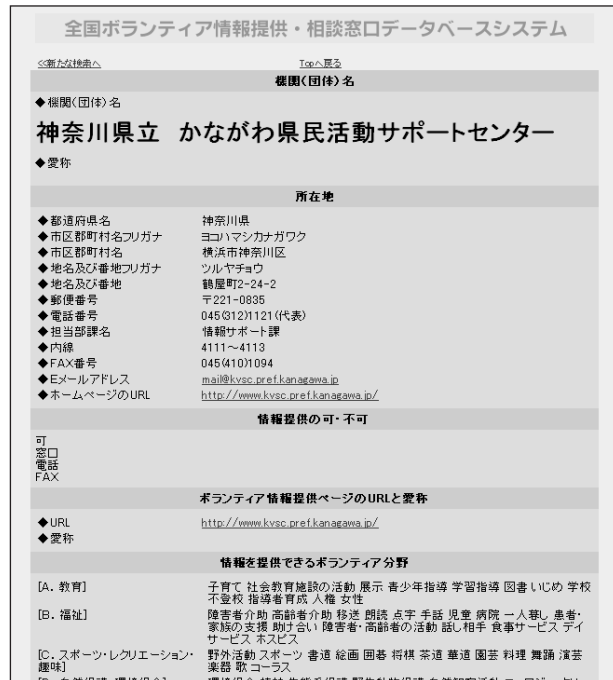 全国ボランティア情報提供・相談窓口データベースシステム
<<新たな検索へ Topへ戻る
機関(団体)名
◆機関(団体)名
神奈川県立 かながわ県民活動サポートセンター
◆愛称
所在地
◆都道府県名 神奈川県
◆市区郡町村名フリガナ ヨコハマシカナガワク
◆市区郡町村名 横浜市神奈川区
◆地名及び番地フリガナ ツルヤチョウ
◆地名及び番地 鶴屋町2-24-2
◆郵便番号 〒221-0835
◆電話番号 045(312)1121(代表)
◆担当部課名 情報サポート課
◆内線 4111~4113
◆FAX番号 045(410)1094
◆Eメールアドレス mail@kvsc.pref.kanagawa.jp
◆ホームページのURL http://www.kvsc.pref.kanagawa.jp/
情報提供の可・不可
可
窓口
電話
FAX
ボランティア情報提供ページのURLと愛称
◆URL http://www.kvsc.pref.kanagawa.jp/
◆愛称
情報を提供できるボランティア分野
[A. 教育] 子育て 社会教育施設の活動 展示 青少年指導 学習指導 図書 いじめ 学校
不登校 指導者育成 人権 女性
[B. 福祉] 障害者介助 高齢者介助 移送 朗読 点字 手話 児童 病院 一人暮し 患者・
家族の支援 助け合い 障害者・高齢者の活動 話し相手 食事サービス デイ
サービス ホスピス
[C. スポーツ・レクリエーション・ 野外活動 スポーツ 書道 絵画 囲碁 将棋 茶道 華道 園芸 料理 舞踊 演芸
趣味] 楽器 歌 コーラス